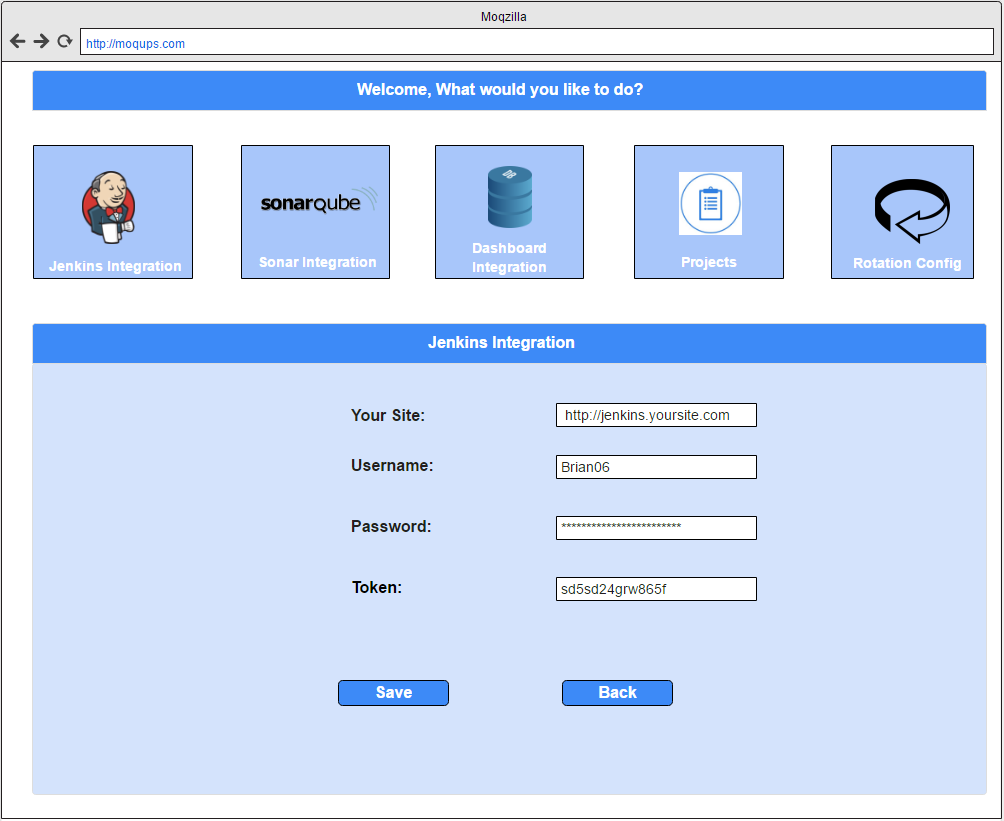 Moqzilla
http://moqups.com
Welcome, What would you like to do?
Jenkins Integration
sonarqube
Sonar Integration
Dashboard
Integration
Projects
Rotation Config
Jenkins Integration
Your Site: http://jenkins.yoursite.com
Username: Brian06
Password: ************************
Token: sd5sd24grw865f
Save Back